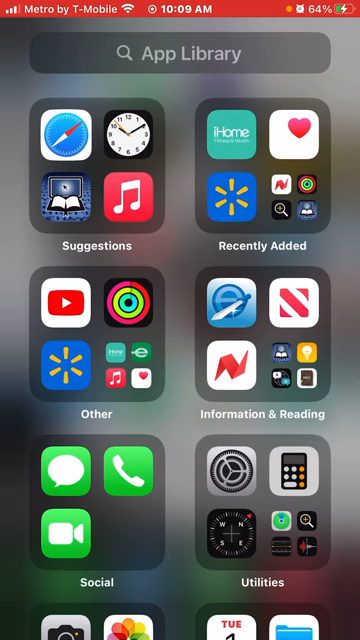 Metro by T-Mobile 10:09 AM 64%
App Library
iHome
Fitness & Health
Suggestions
Recently Added
Other
Information & Reading
N
W E
S
Social
Utilities
TUE
1